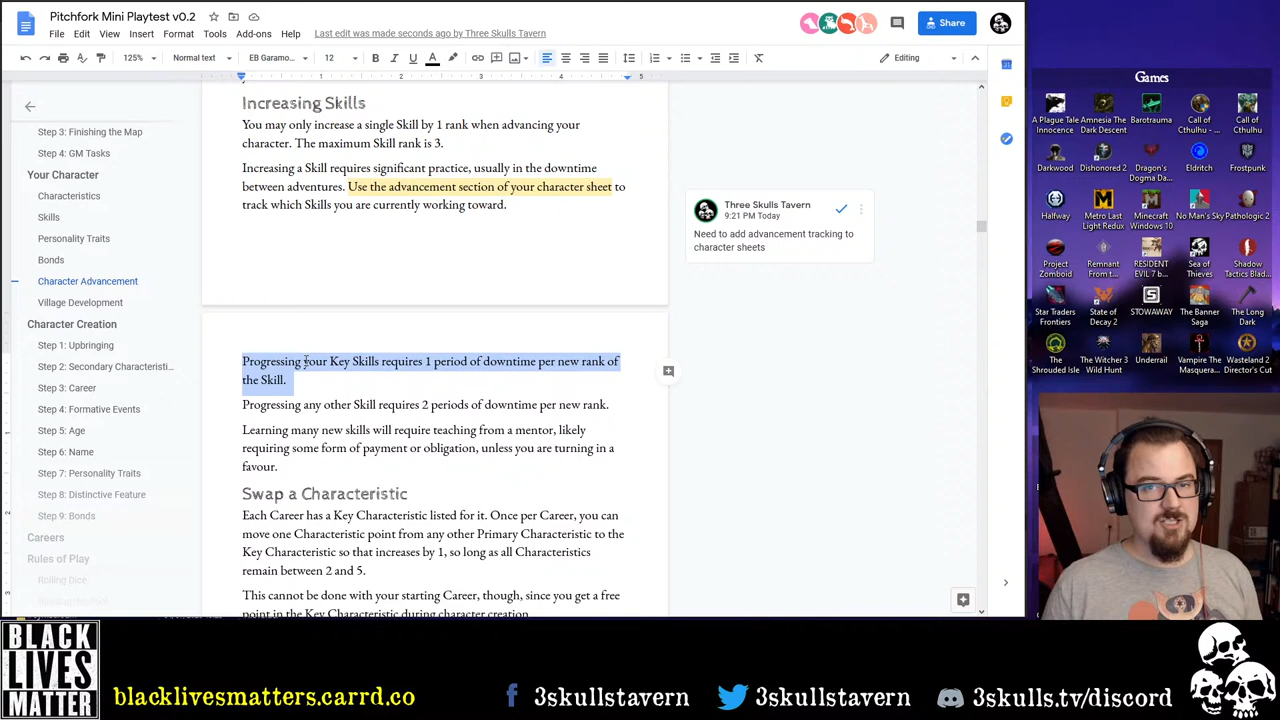 Pitchfork Mini Playtest v0.2
File Edit View Insert Format Tools Add-ons Help
Last edit was made seconds ago by Three Skulls Tavern
Share
125% Normal text EB Garamo... 12 Editing
1 2 3 4 5
Step 3: Finishing the Map
Step 4: GM Tasks
Your Character
Characteristics
Skills
Personality Traits
Bonds
Character Advancement
Village Development
Character Creation
Step 1: Upbringing
Step 2: Secondary Characteristi...
Step 3: Career
Step 4: Formative Events
Step 5: Age
Step 6: Name
Step 7: Personality Traits
Step 8: Distinctive Feature
Step 9: Bonds
Careers
Rules of Play
Rolling Dice
Increasing Skills
You may only increase a single Skill by 1 rank when advancing your
character. The maximum Skill rank is 3.
Increasing a Skill requires significant practice, usually in the downtime
between adventures. Use the advancement section of your character sheet to
track which Skills you are currently working toward.
Progressing your Key Skills requires 1 period of downtime per new rank of
the Skill.
Progressing any other Skill requires 2 periods of downtime per new rank.
Learning many new skills will require teaching from a mentor, likely
requiring some form of payment or obligation, unless you are turning in a
favour.
Swap a Characteristic
Each Career has a Key Characteristic listed for it. Once per Career, you can
move one Characteristic point from any other Primary Characteristic to the
Key Characteristic so that increases by 1, so long as all Characteristics
remain between 2 and 5.
This cannot be done with your starting Career, though, since you get a free
point in the Key Characteristic during character creation.
Three Skulls Tavern
9:21 PM Today
Need to add advancement tracking to
character sheets
Games
A Plague Tale Innocence
Amnesia The Dark Descent
Barotrauma
Call of Cthulhu - ...
Call of Cthulhu
Darkwood
Dishonored 2
Dragon's Dogma Da...
Eldritch
Frostpunk
Halfway
Metro Last Light Redux
Minecraft Windows 10
No Man's Sky
Pathologic 2
Project Zomboid
Remnant From t...
RESIDENT EVIL 7 b...
Sea of Thieves
Shadow Tactics Blad...
Star Traders Frontiers
State of Decay 2
STOWAWAY
The Banner Saga
The Long Dark
The Shrouded Isle
The Witcher 3 Wild Hunt
Underrail
Vampire The Masquera...
Wasteland 2 Director's Cut
BLACK
LIVES
MATTER
blacklivesmatters.carrd.co
3skullstavern
3skullstavern
3skulls.tv/discord